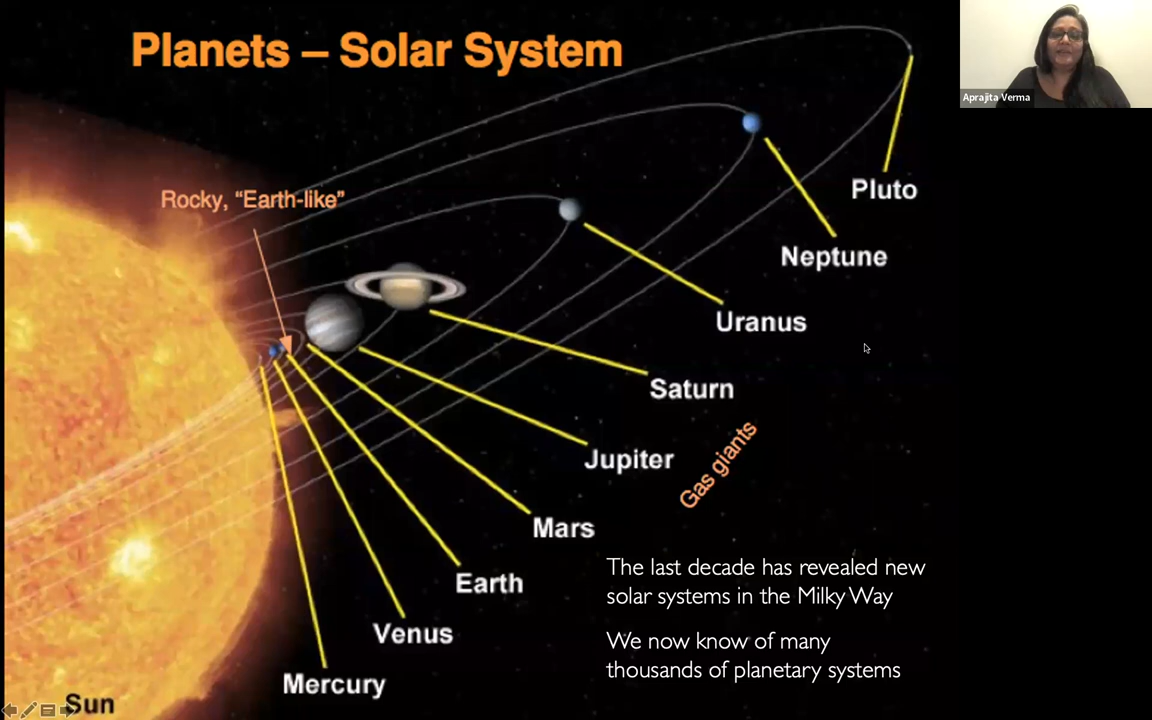 Planets – Solar System
Aprajita Verma
Rocky, “Earth-like”
Pluto
Neptune
Uranus
Saturn
Jupiter
Gas giants
Mars
Earth
Venus
Mercury
Sun
The last decade has revealed new
solar systems in the Milky Way
We now know of many
thousands of planetary systems